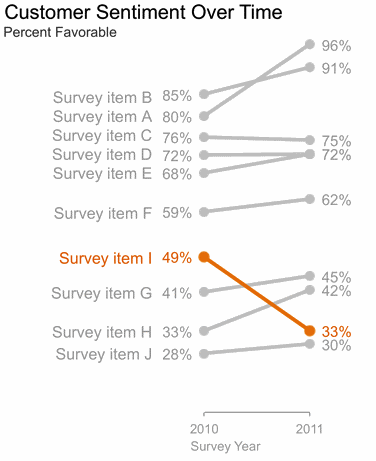 Customer Sentiment Over Time
Percent Favorable
96%
91%
Survey item B 85%
Survey item A 80%
Survey item C 76%
75%
Survey item D 72%
72%
Survey item E 68%
62%
Survey item F 59%
Survey item I 49%
45%
Survey item G 41%
42%
Survey item H 33%
33%
30%
Survey item J 28%
2010 2011
Survey Year